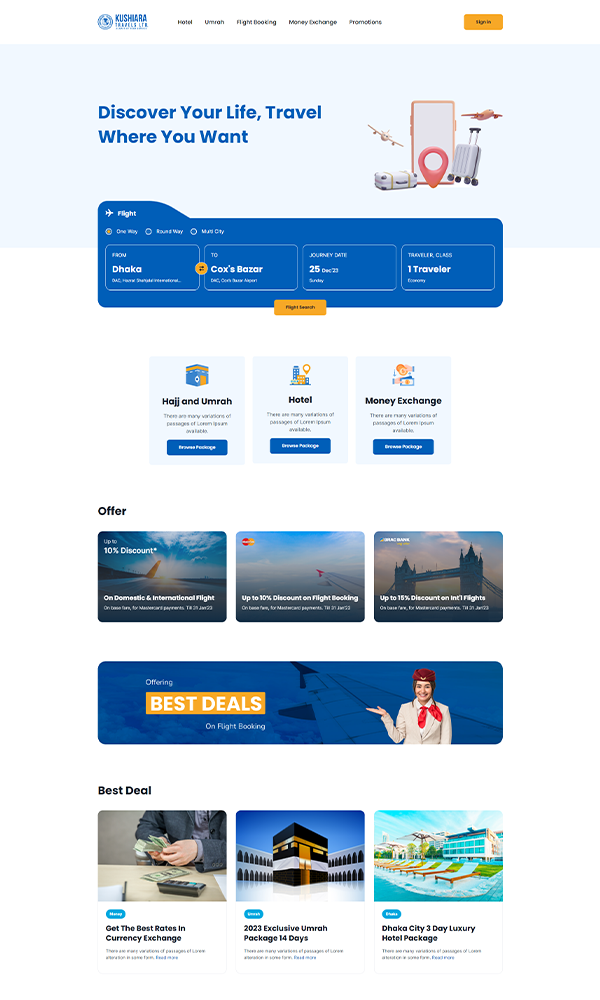 KUSHIARA
TRAVELS LTD
Hotel
Umrah
Flight Booking
Money Exchange
Promotions
Sign in
Discover Your Life, Travel
Where You Want
Flight
One Way
Round Way
Multi City
FROM
Dhaka
DAC, Hazrat Shahjalal International...
TO
Cox's Bazar
DAC, Cox's Bazar Airport
JOURNEY DATE
25 Dec'23
Sunday
TRAVELER, CLASS
1 Traveler
Economy
Flight Search
Hajj and Umrah
There are many variations of
passages of Lorem Ipsum
available.
Browse Package
Hotel
There are many variations of
passages of Lorem Ipsum
available.
Browse Package
Money Exchange
There are many variations of
passages of Lorem Ipsum
available.
Browse Package
Offer
Up to
10% Discount*
On Domestic & International Flight
On base fare, for Mastercard payments. Till 31 Jan'23
Up to 10% Discount on Flight Booking
On base fare, for Mastercard payments. Till 31 Jan'23
BRAC BANK
Up to 15% Discount on Int'l Flights
On base fare, for Mastercard payments. Till 31 Jan'23
Offering
BEST DEALS
On Flight Booking
Best Deal
Money
Get The Best Rates In
Currency Exchange
There are many variations of passages of Lorem
alteration in some form. Read more
Umrah
2023 Exclusive Umrah
Package 14 Days
There are many variations of passages of Lorem
alteration in some form. Read more
Dhaka
Dhaka City 3 Day Luxury
Hotel Package
There are many variations of passages of Lorem
alteration in some form. Read more